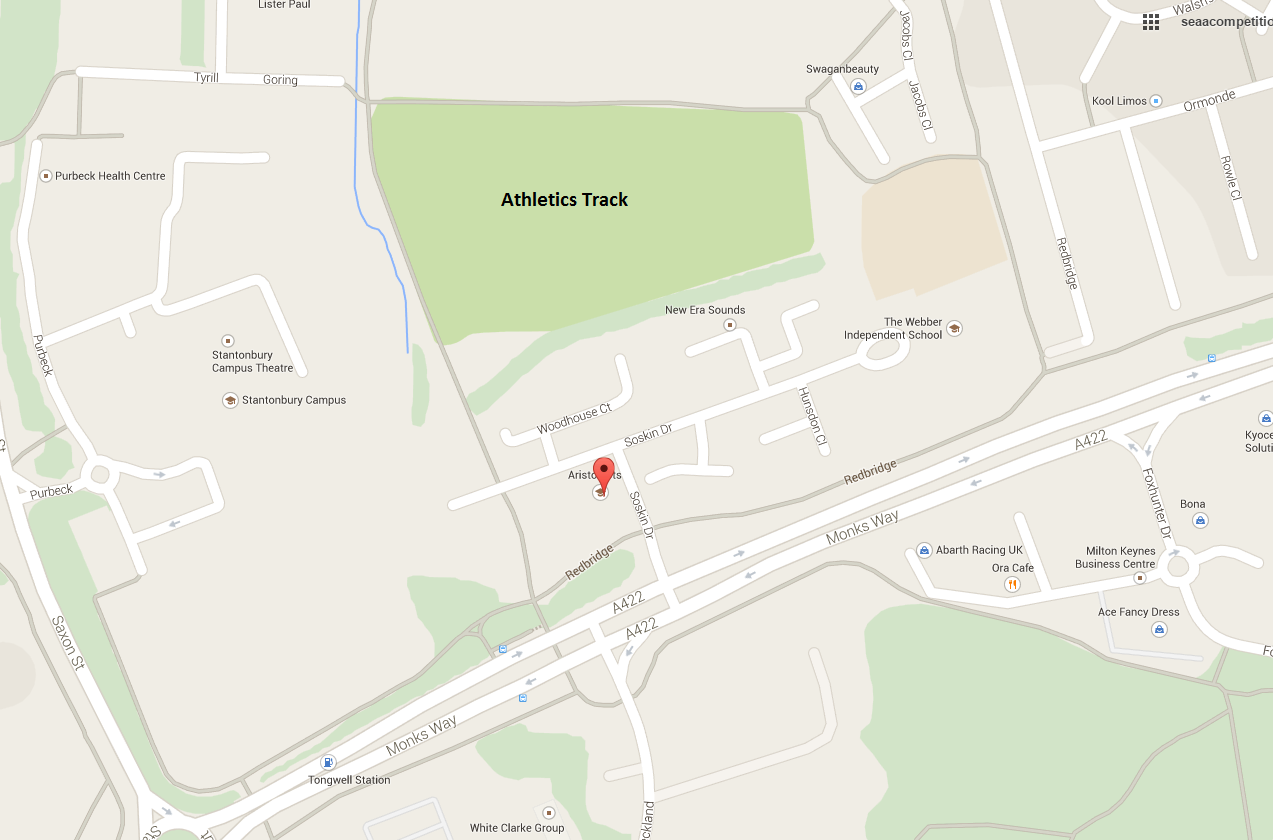 Lister Paul
Walsh
seaacompetitio
Jacobs Cl
Tyrill
Goring
Swaganbeauty
Jacobs Cl
Kool Limos
Ormonde
Purbeck Health Centre
Athletics Track
Rowle Cl
Redbridge
New Era Sounds
The Webber
Independent School
Purbeck
Stantonbury
Campus Theatre
Stantonbury Campus
Hunsdon Cl
Woodhouse Ct
Soskin Dr
St
A422
Kyoce
Soluti
Redbridge
Purbeck
Soskin Dr
Foxhunter Dr
Bona
Monks Way
Redbridge
Abarth Racing UK
Ora Cafe
Milton Keynes
Business Centre
A422
A422
Ace Fancy Dress
Saxon St
Fo
Monks Way
Tongwell Station
White Clarke Group
ckland